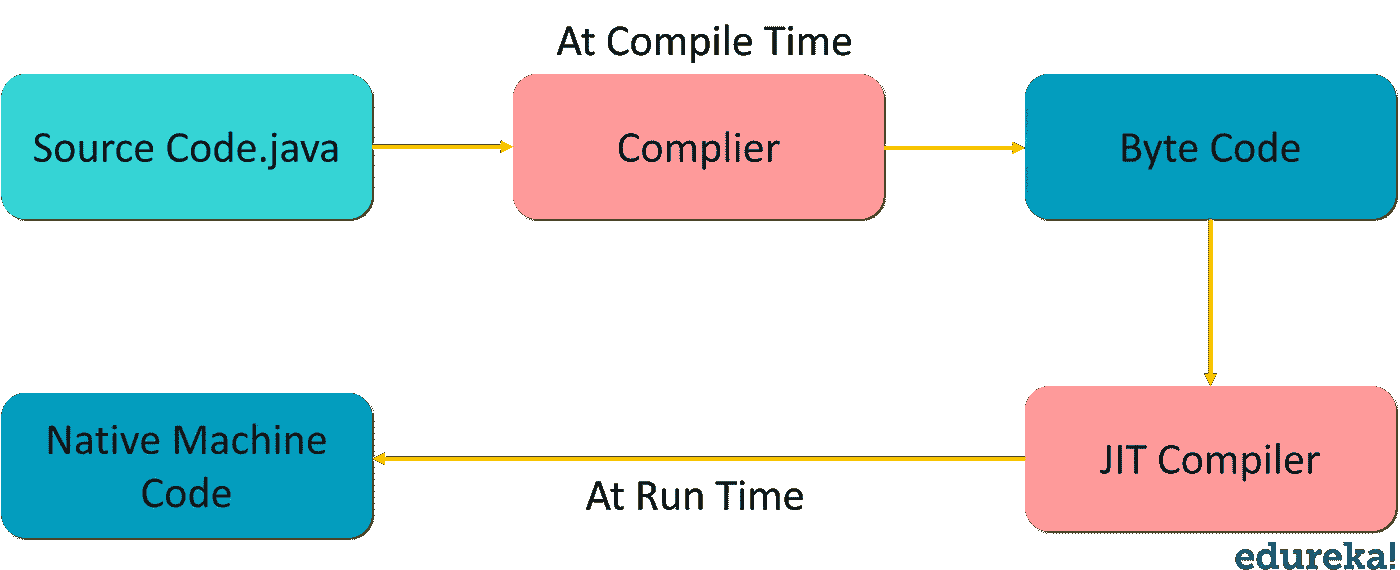 At Compile Time
Source Code.java
Complier
Byte Code
Native Machine
Code
At Run Time
JIT Compiler
edureka!